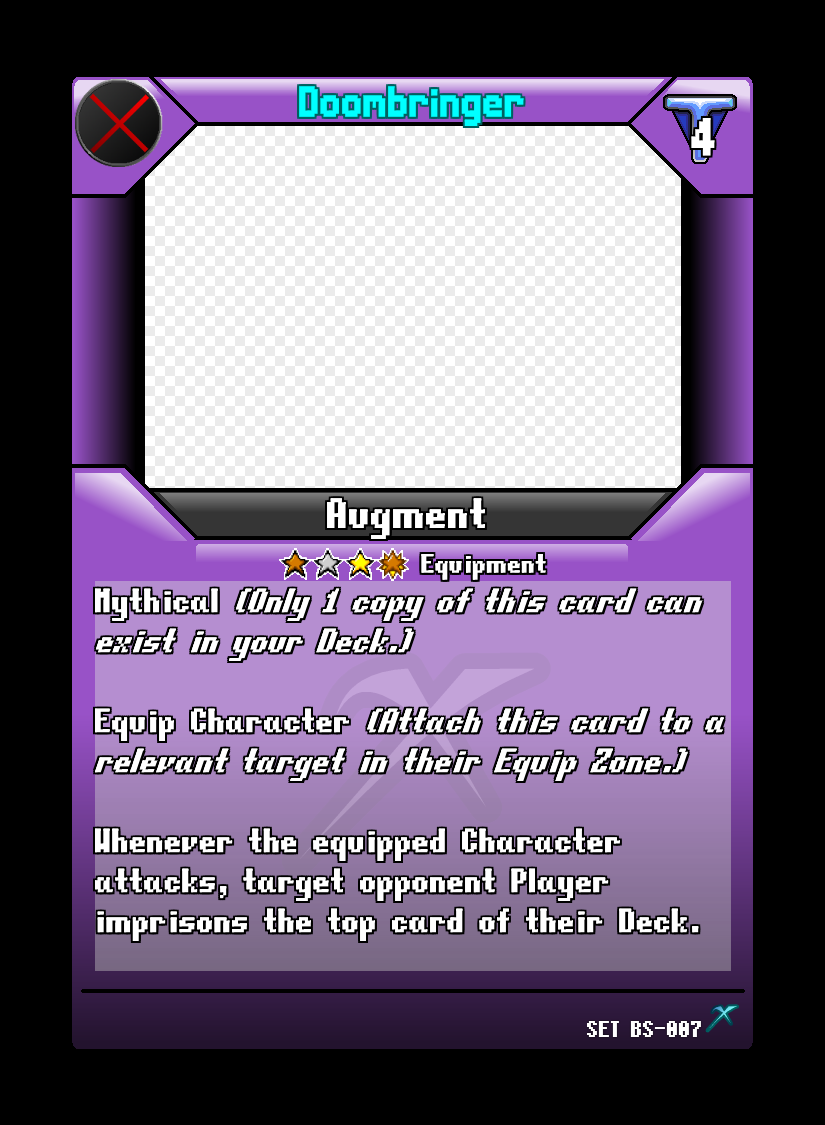 Doombringer
4
Augment
Equipment
Mythical (Only 1 copy of this card can
exist in your Deck.)
Equip Character (Attach this card to a
relevant target in their Equip Zone.)
Whenever the equipped Character
attacks, target opponent Player
imprisons the top card of their Deck.
SET BS-007